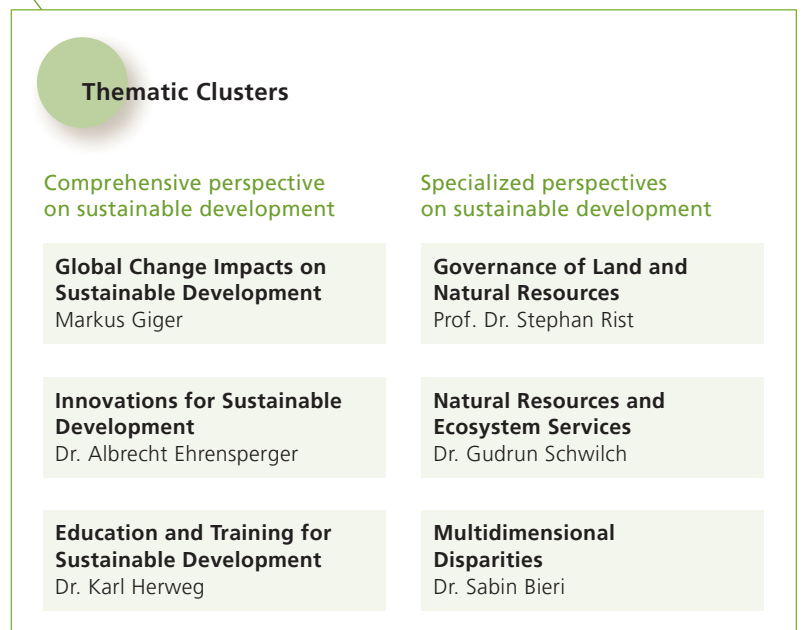 Thematic Clusters
Comprehensive perspective
on sustainable development
Global Change Impacts on
Sustainable Development
Markus Giger
Innovations for Sustainable
Development
Dr. Albrecht Ehrensperger
Education and Training for
Sustainable Development
Dr. Karl Herweg
Specialized perspectives
on sustainable development
Governance of Land and
Natural Resources
Prof. Dr. Stephan Rist
Natural Resources and
Ecosystem Services
Dr. Gudrun Schwilch
Multidimensional
Disparities
Dr. Sabin Bieri